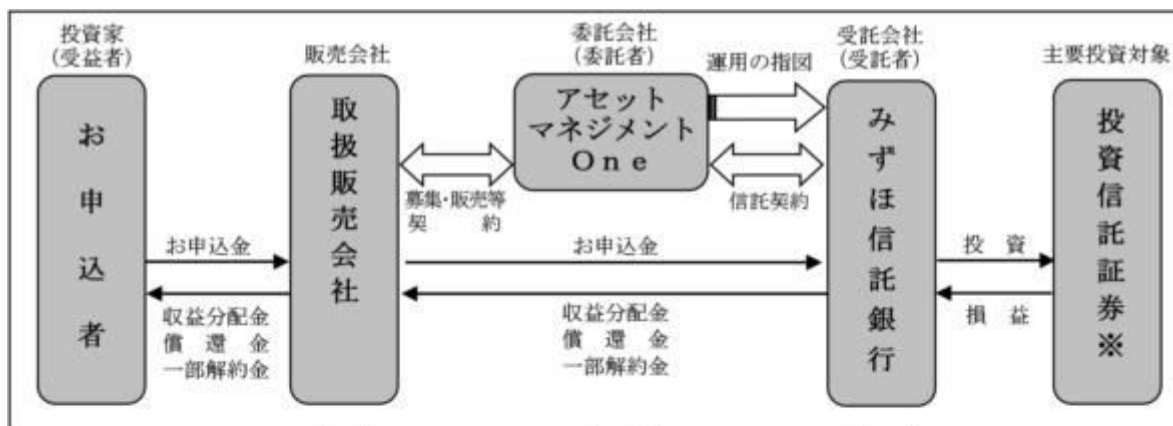 投資家
(受益者)
お申込者
販売会社
取扱販売会社
委託会社
(委託者)
アセット
マネジメント
One
運用の指図
受託会社
(受託者)
みずほ信託銀行
主要投資対象
投資信託証券※
募集・販売等
契約
信託契約
お申込金
収益分配金
償還金
一部解約金
お申込金
収益分配金
償還金
一部解約金
投資
損益